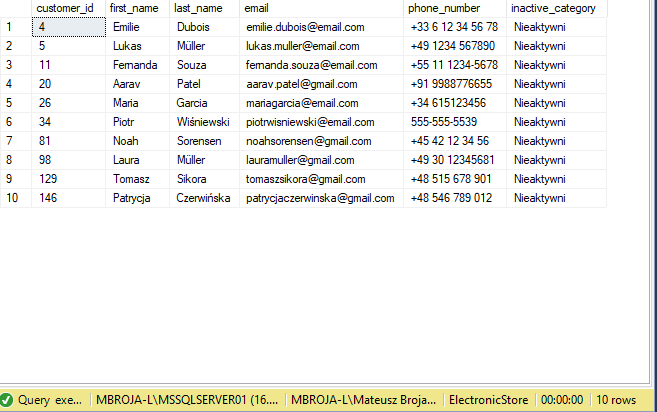 customer_id first_name last_name email phone_number inactive_category
1 4 Emilie Dubois emilie.dubois@email.com +33 6 12 34 56 78 Nieaktywni
2 5 Lukas Müller lukas.muller@email.com +49 1234 567890 Nieaktywni
3 11 Fernanda Souza fernanda.souza@email.com +55 11 1234-5678 Nieaktywni
4 20 Aarav Patel aarav.patel@gmail.com +91 9988776655 Nieaktywni
5 26 Maria Garcia mariagarcia@email.com +34 615123456 Nieaktywni
6 34 Piotr Wiśniewski piotrwisniewski@email.com 555-555-5539 Nieaktywni
7 81 Noah Sorensen noahsorensen@gmail.com +45 42 12 34 56 Nieaktywni
8 98 Laura Müller lauramuller@gmail.com +49 30 12345681 Nieaktywni
9 129 Tomasz Sikora tomaszsikora@gmail.com +48 515 678 901 Nieaktywni
10 146 Patrycja Czerwińska patrycjaczerwinska@gmail.com +48 546 789 012 Nieaktywni
Query exe... MBROJA-L\MSSQLSERVER01 (16.... MBROJA-L\Mateusz Broja... ElectronicStore 00:00:00 10 rows